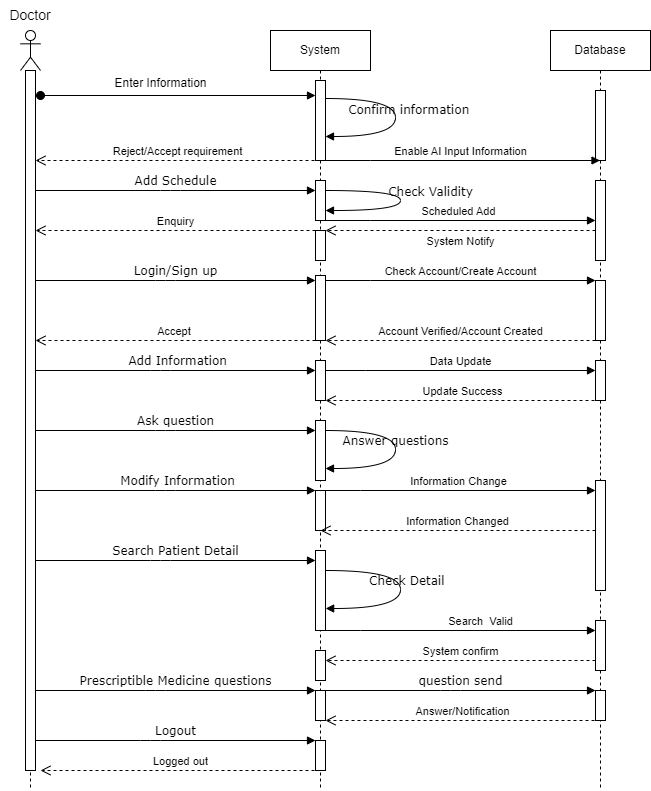 Doctor
System
Database
Enter Information
Confirm information
Reject/Accept requirement
Enable AI Input Information
Add Schedule
Check Validity
Scheduled Add
Enquiry
System Notify
Login/Sign up
Check Account/Create Account
Accept
Account Verified/Account Created
Add Information
Data Update
Update Success
Ask question
Answer questions
Modify Information
Information Change
Information Changed
Search Patient Detail
Check Detail
Search  Valid
System confirm
Prescriptible Medicine questions
question send
Answer/Notification
Logout
Logged out